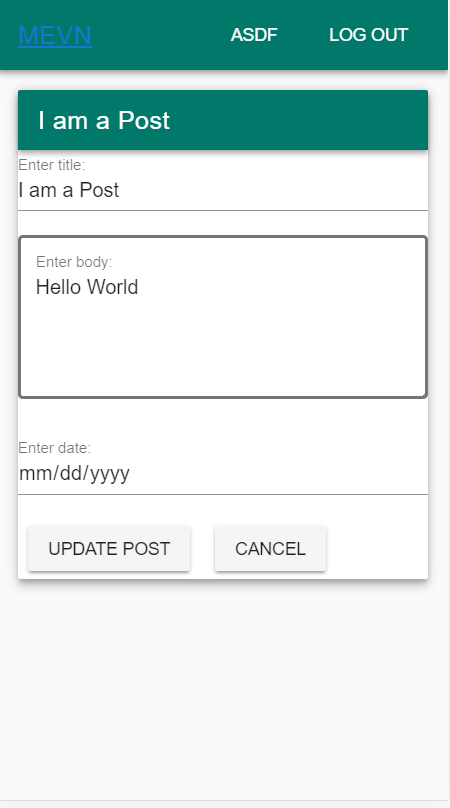 MEVN ASDF LOG OUT
I am a Post
Enter title:
I am a Post
Enter body:
Hello World
Enter date:
mm/dd/yyyy
UPDATE POST CANCEL